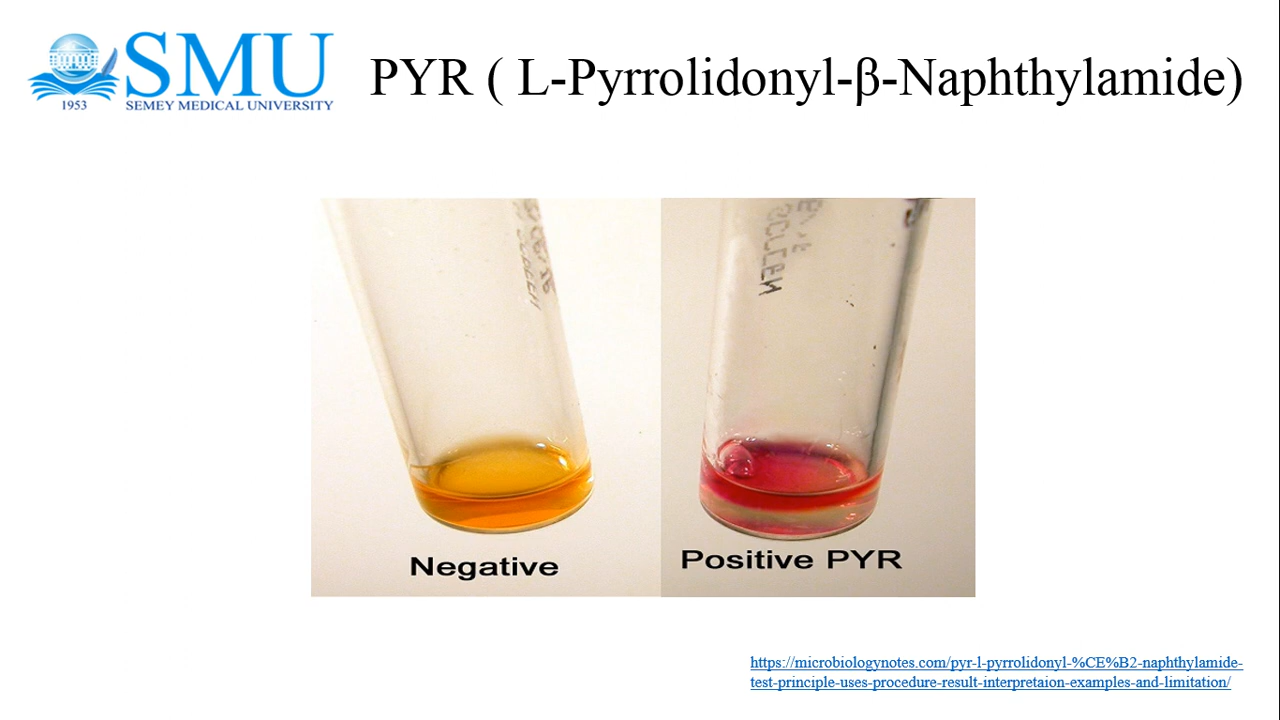 SMU
1953 SEMEY MEDICAL UNIVERSITY
PYR ( L-Pyrrolidonyl-β-Naphthylamide)
Negative
Positive PYR
https://microbiologynotes.com/pyr-l-pyrrolidonyl-%CE%B2-naphthylamide-
test-principle-uses-procedure-result-interpretaion-examples-and-limitation/